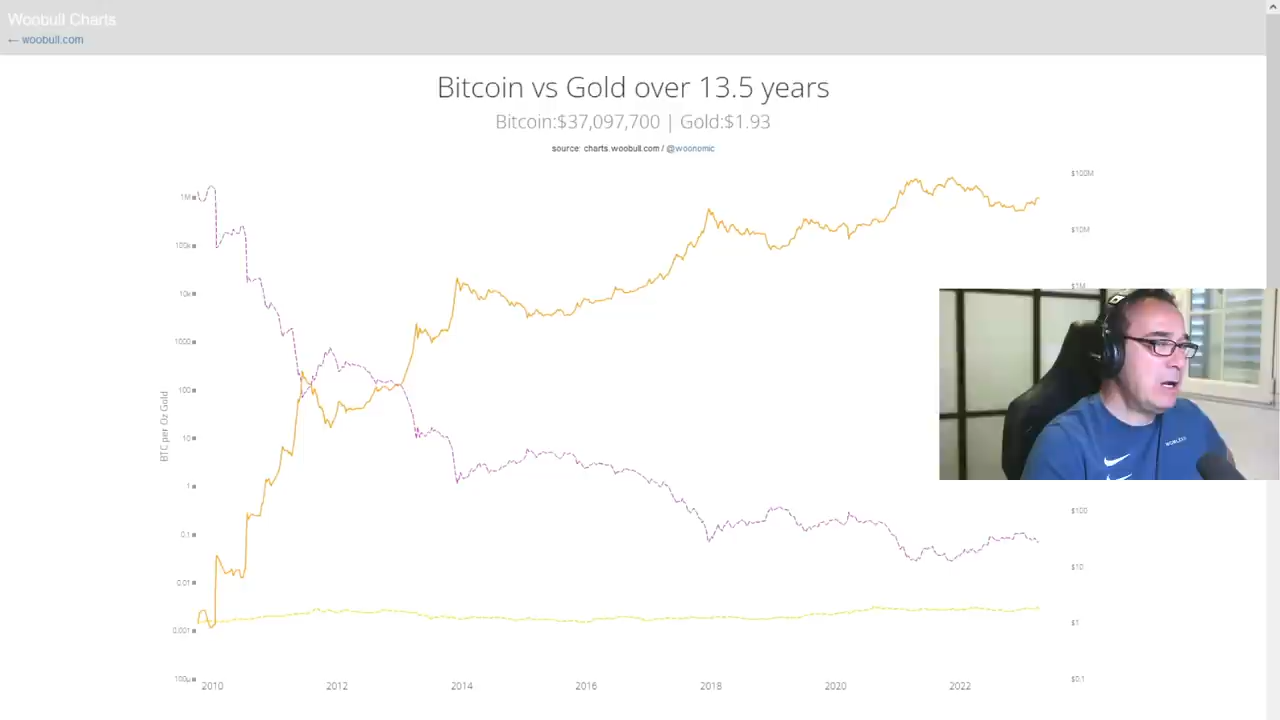 Woobull Charts
← woobull.com
Bitcoin vs Gold over 13.5 years
Bitcoin:$37,097,700 | Gold:$1.93
source: charts.woobull.com / @woonomic
1M
100k
10k
1000
100
10
1
0.1
0.01
0.001
100µ
BTC per Oz Gold
$100M
$10M
$1M
$100
$10
$1
$0.1
2010
2012
2014
2016
2018
2020
2022